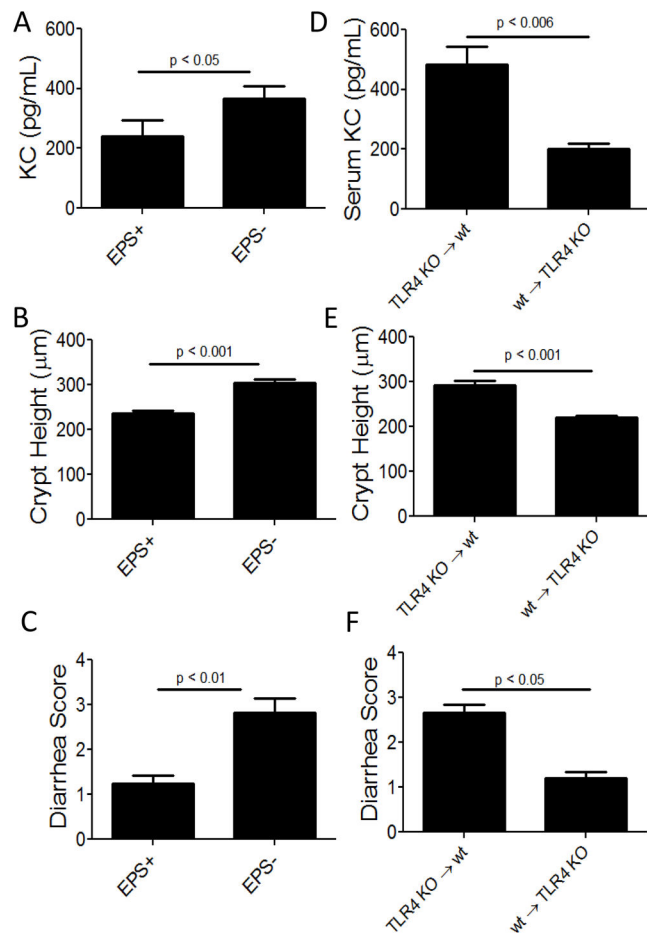 A
KC (pg/mL)
600
400
200
0
p < 0.05
EPS+
EPS-
D
Serum KC (pg/mL)
600
400
200
0
p < 0.006
TLR4 KO → wt
wt → TLR4 KO
B
Crypt Height (μm)
400
300
200
100
0
p < 0.001
EPS+
EPS-
E
Crypt Height (μm)
400
300
200
100
0
p < 0.001
TLR4 KO → wt
wt → TLR4 KO
C
Diarrhea Score
4
3
2
1
0
p < 0.01
EPS+
EPS-
F
Diarrhea Score
4
3
2
1
0
p < 0.05
TLR4 KO → wt
wt → TLR4 KO